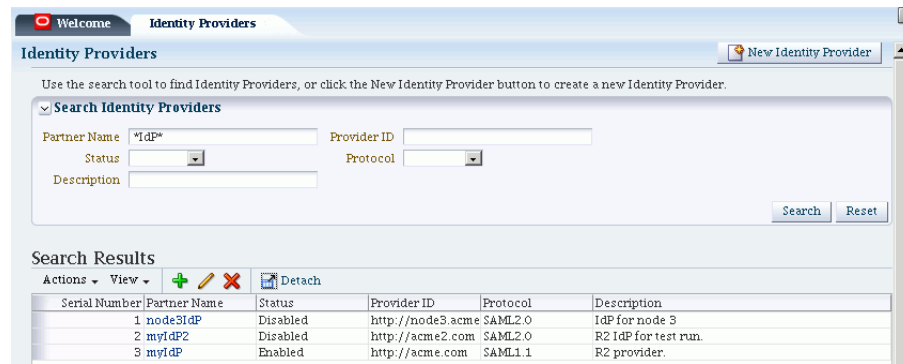 Welcome Identity Providers
Identity Providers New Identity Provider
Use the search tool to find Identity Providers, or click the New Identity Provider button to create a new Identity Provider.
Search Identity Providers
Partner Name *IdP* Provider ID
Status Protocol
Description
Search Reset
Search Results
Actions View Detach
Serial Number Partner Name Status Provider ID Protocol Description
1 node3IdP Disabled http://node3.acme SAML2.0 IdP for node 3
2 myIdP2 Disabled http://acme2.com SAML2.0 R2 IdP for test run.
3 myIdP Enabled http://acme.com SAML1.1 R2 provider.